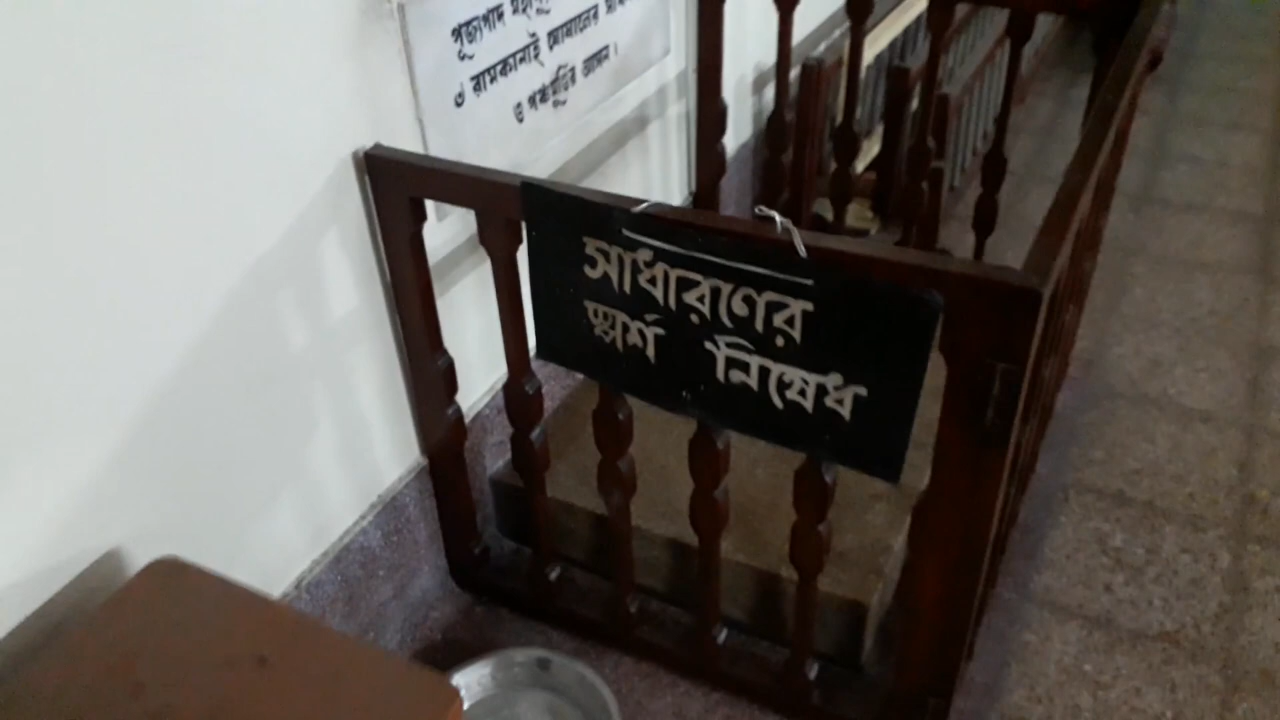 পূজ্যপাদ
৺ রামকানাই ঘোষালের
ও পঞ্চমুণ্ডির আসন।
সাধারণের
স্পর্শ নিষেধ